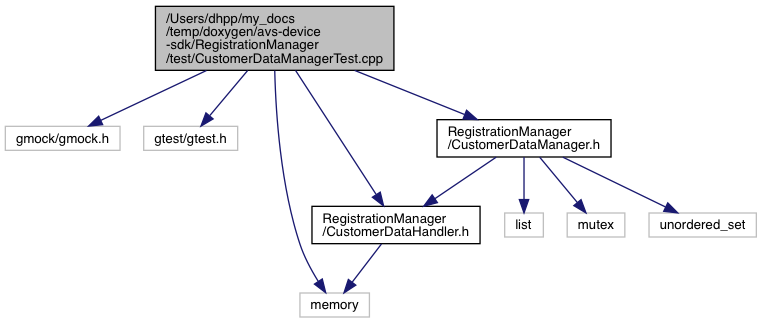 /Users/dhpp/my_docs
/temp/doxygen/avs-device
-sdk/RegistrationManager
/test/CustomerDataManagerTest.cpp
gmock/gmock.h
gtest/gtest.h
RegistrationManager
/CustomerDataManager.h
RegistrationManager
/CustomerDataHandler.h
list
mutex
unordered_set
memory